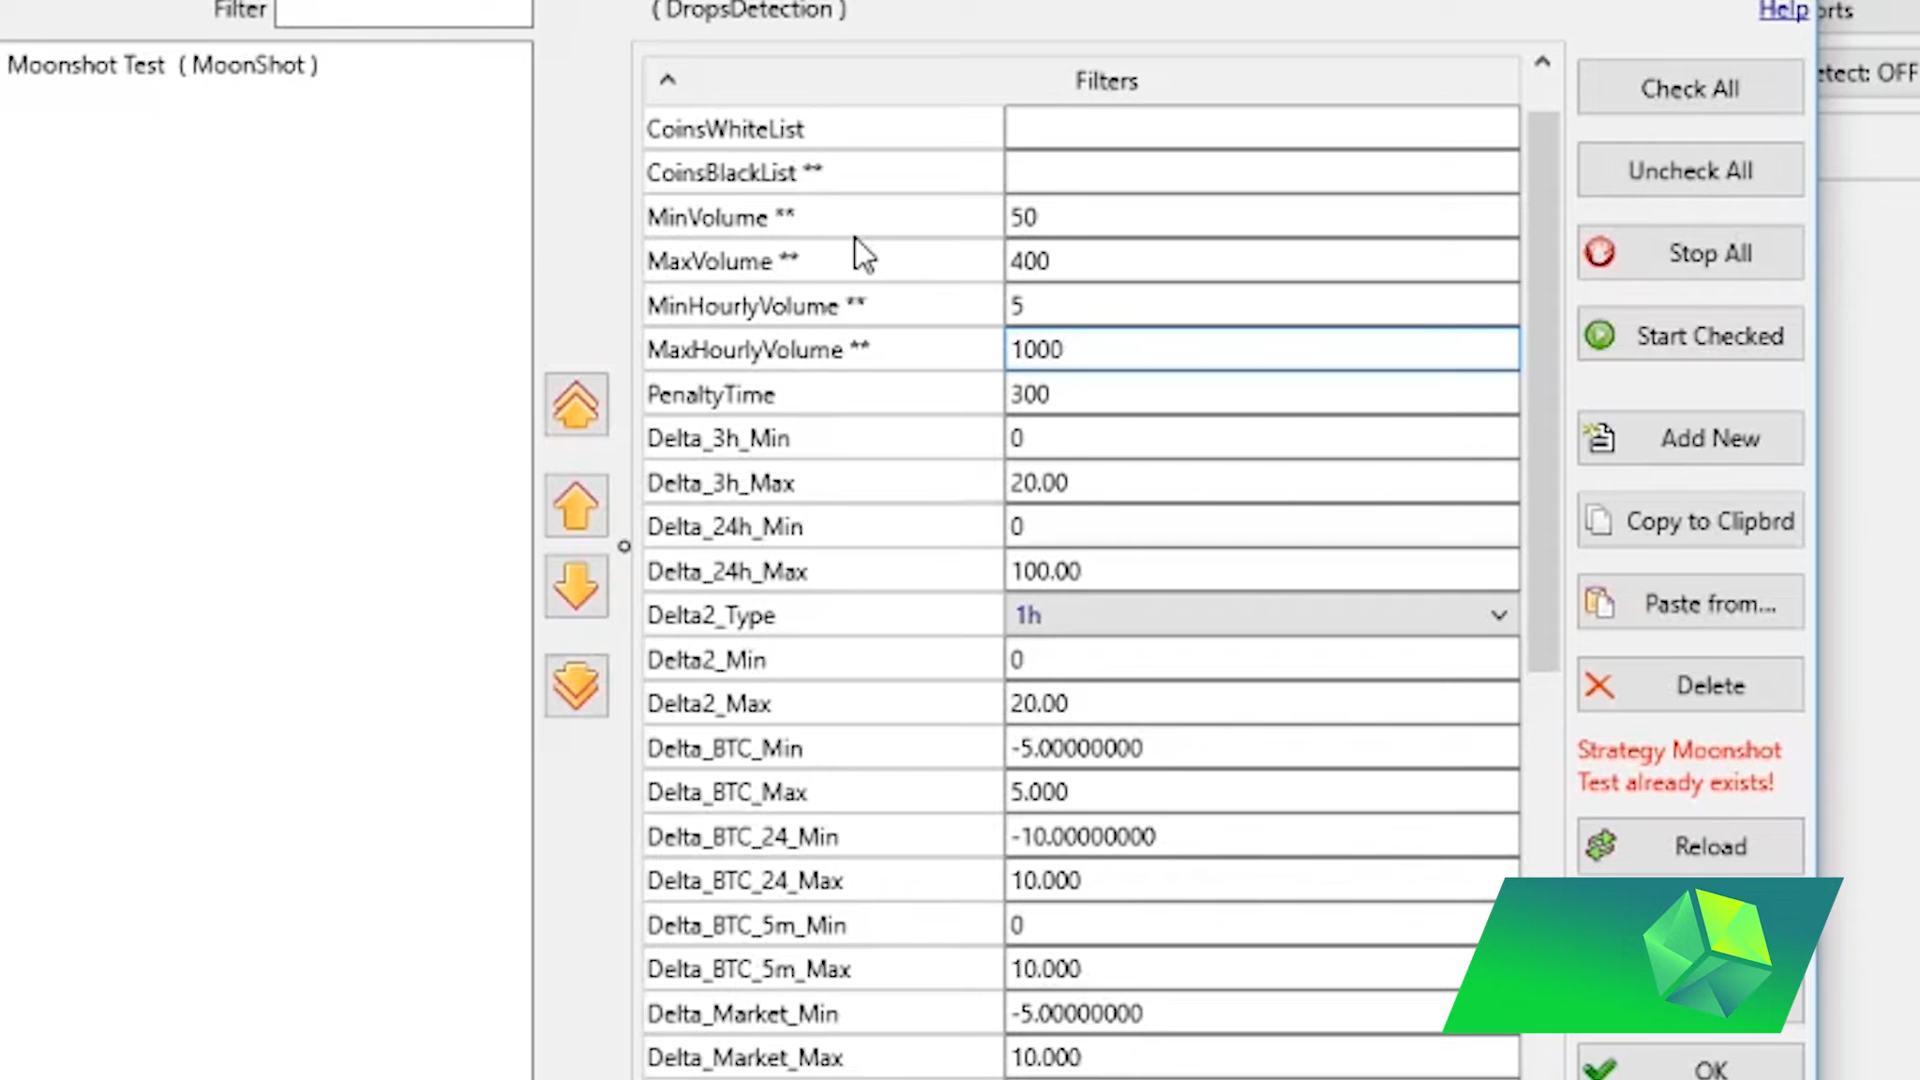 Filter
( DropsDetection )
Help
orts
Moonshot Test ( MoonShot )
Filters
Check All
etect: OFF
CoinsWhiteList
CoinsBlackList **
Uncheck All
MinVolume ** 50
MaxVolume ** 400
Stop All
MinHourlyVolume ** 5
MaxHourlyVolume ** 1000
Start Checked
PenaltyTime 300
Delta_3h_Min 0
Add New
Delta_3h_Max 20.00
Delta_24h_Min 0
Copy to Clipbrd
Delta_24h_Max 100.00
Delta2_Type 1h
Paste from...
Delta2_Min 0
Delta2_Max 20.00
Delete
Delta_BTC_Min -5.00000000
Strategy Moonshot
Test already exists!
Delta_BTC_Max 5.000
Delta_BTC_24_Min -10.00000000
Reload
Delta_BTC_24_Max 10.000
Delta_BTC_5m_Min 0
Delta_BTC_5m_Max 10.000
Delta_Market_Min -5.00000000
Delta_Market_Max 10.000
OK